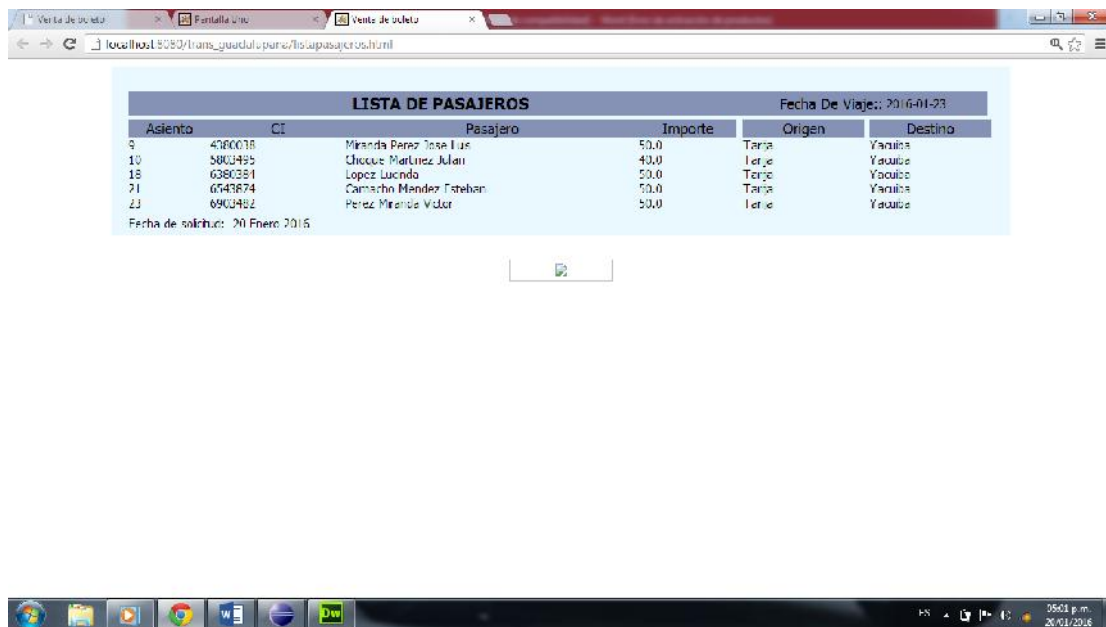 Venta de boleto
Pantalla Uno
Venta de boleto
localhost:8080/trans_guadalupana/listapasajeros.html
LISTA DE PASAJEROS
Fecha De Viaje:: 2016-01-23
Asiento CI Pasajero Importe Origen Destino
9 4380038 Miranda Perez Jose Luis 50.0 Tarija Yacuiba
10 5803495 Choque Martinez Julian 40.0 Tarija Yacuiba
18 6380384 Lopez Lucinda 50.0 Tarija Yacuiba
21 6543874 Camacho Mendez Esteban 50.0 Tarija Yacuiba
23 6903482 Perez Miranda Victor 50.0 Tarija Yacuiba
Fecha de solicitud: 20 Enero 2016
W
Dw
ES
05:01 p.m.
20/01/2016